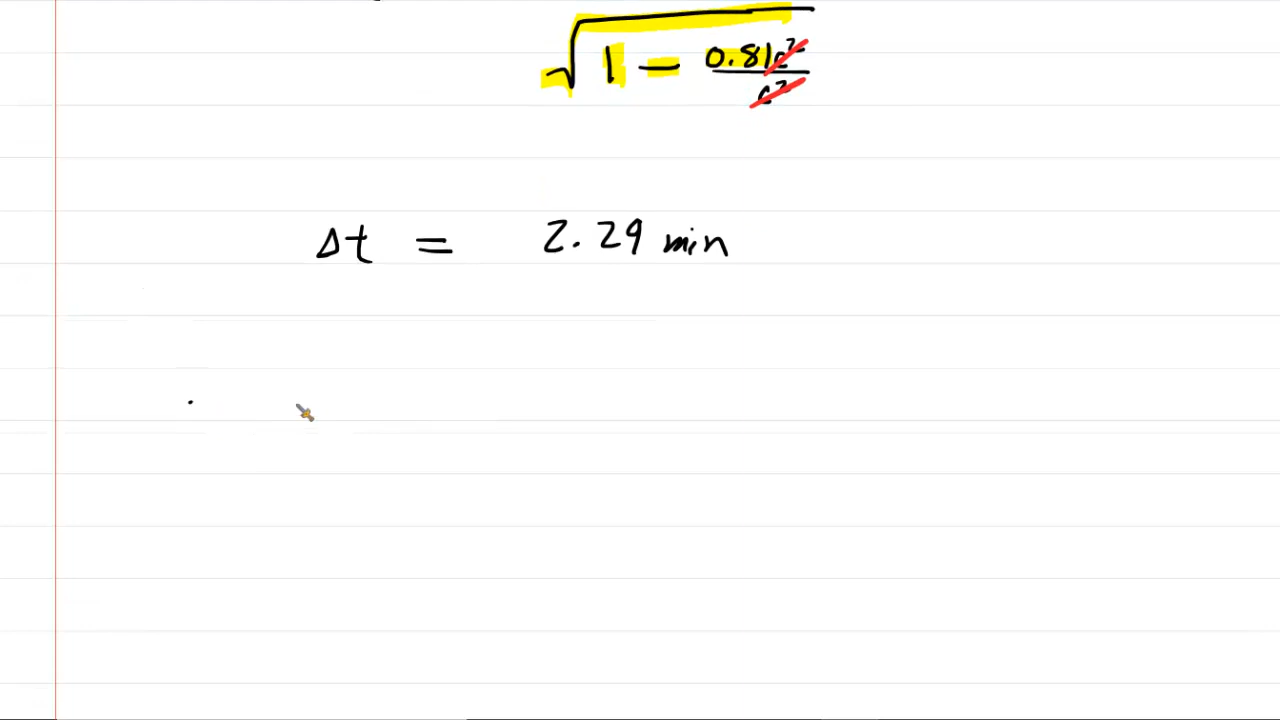 √1 - 0.81c²/c²
Δt = 2.29 min